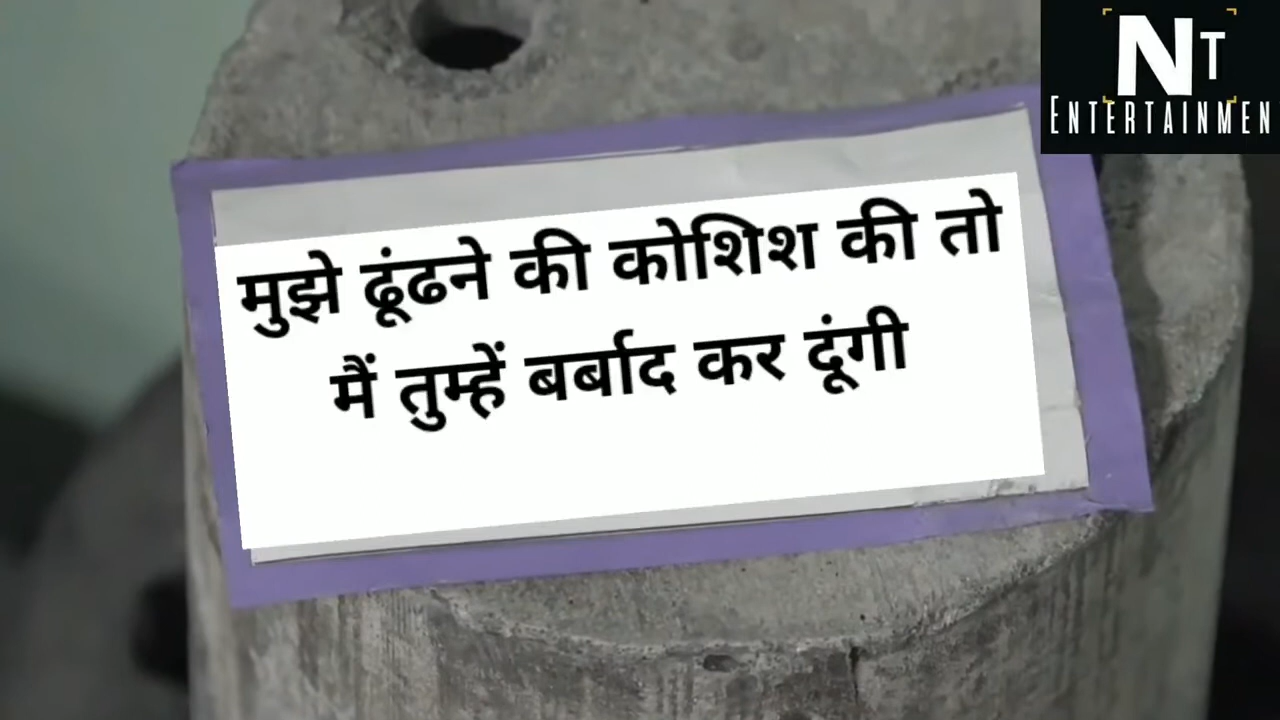 NT
ENTERTAINMEN
मुझे ढूंढने की कोशिश की तो
मैं तुम्हें बर्बाद कर दूंगी